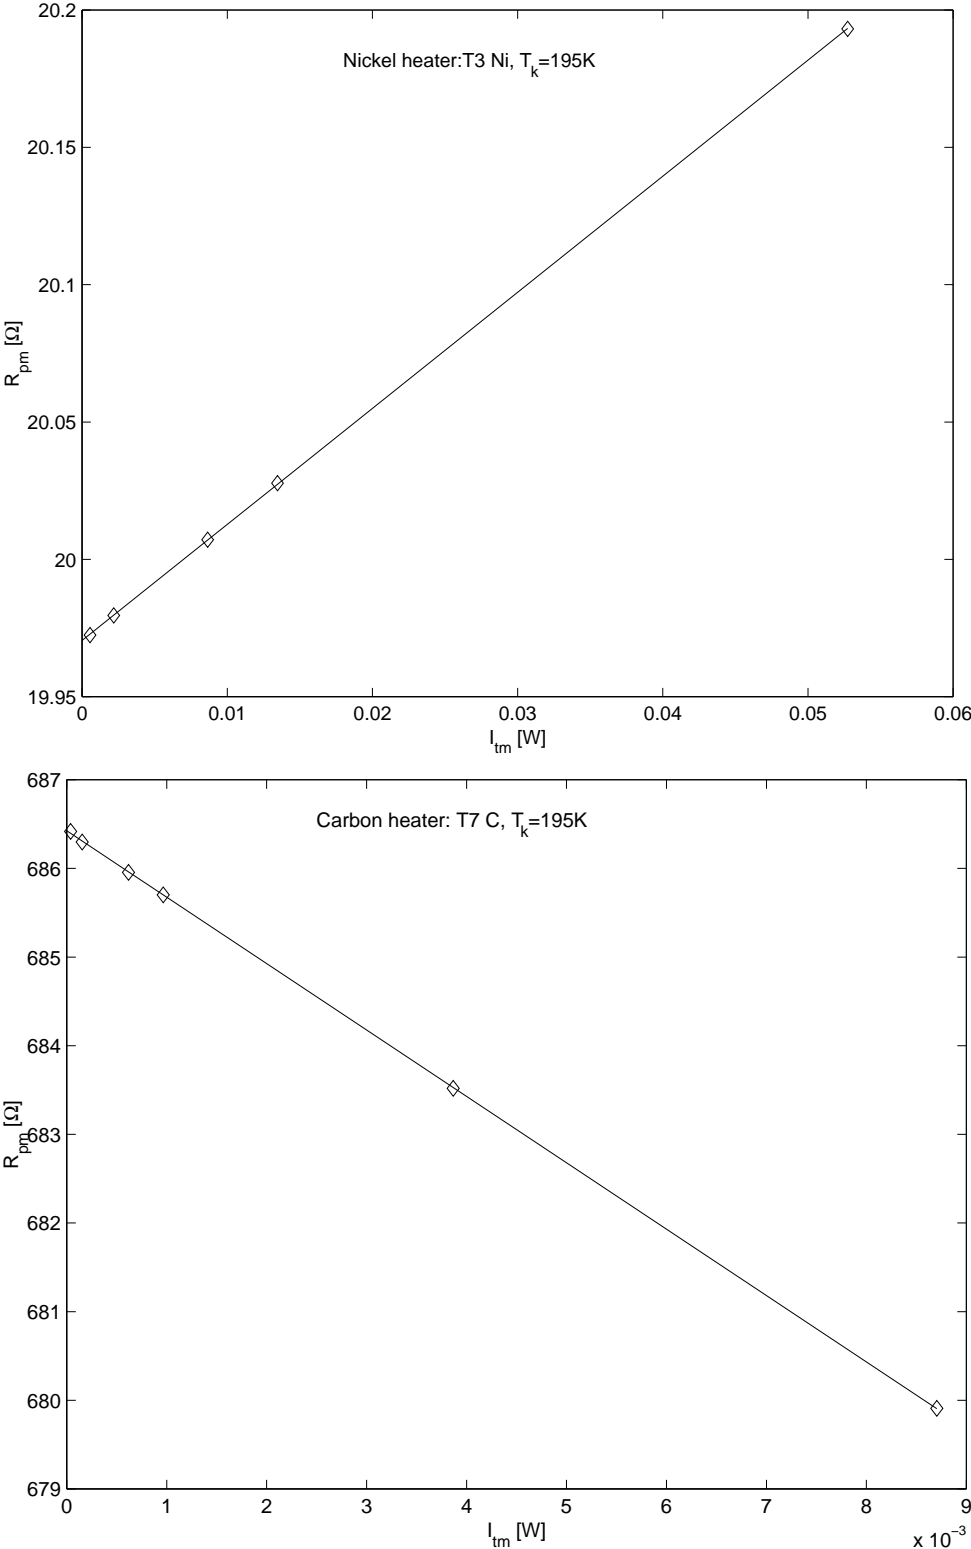 20.2
Nickel heater:T3 Ni, T_k=195K
20.15
20.1
R_pm [Ω]
20.05
20
19.95
0 0.01 0.02 0.03 0.04 0.05 0.06
I_tm [W]
687
Carbon heater: T7 C, T_k=195K
686
685
684
R_pm [Ω]
683
682
681
680
679
0 1 2 3 4 5 6 7 8 9
I_tm [W]
x 10^−3